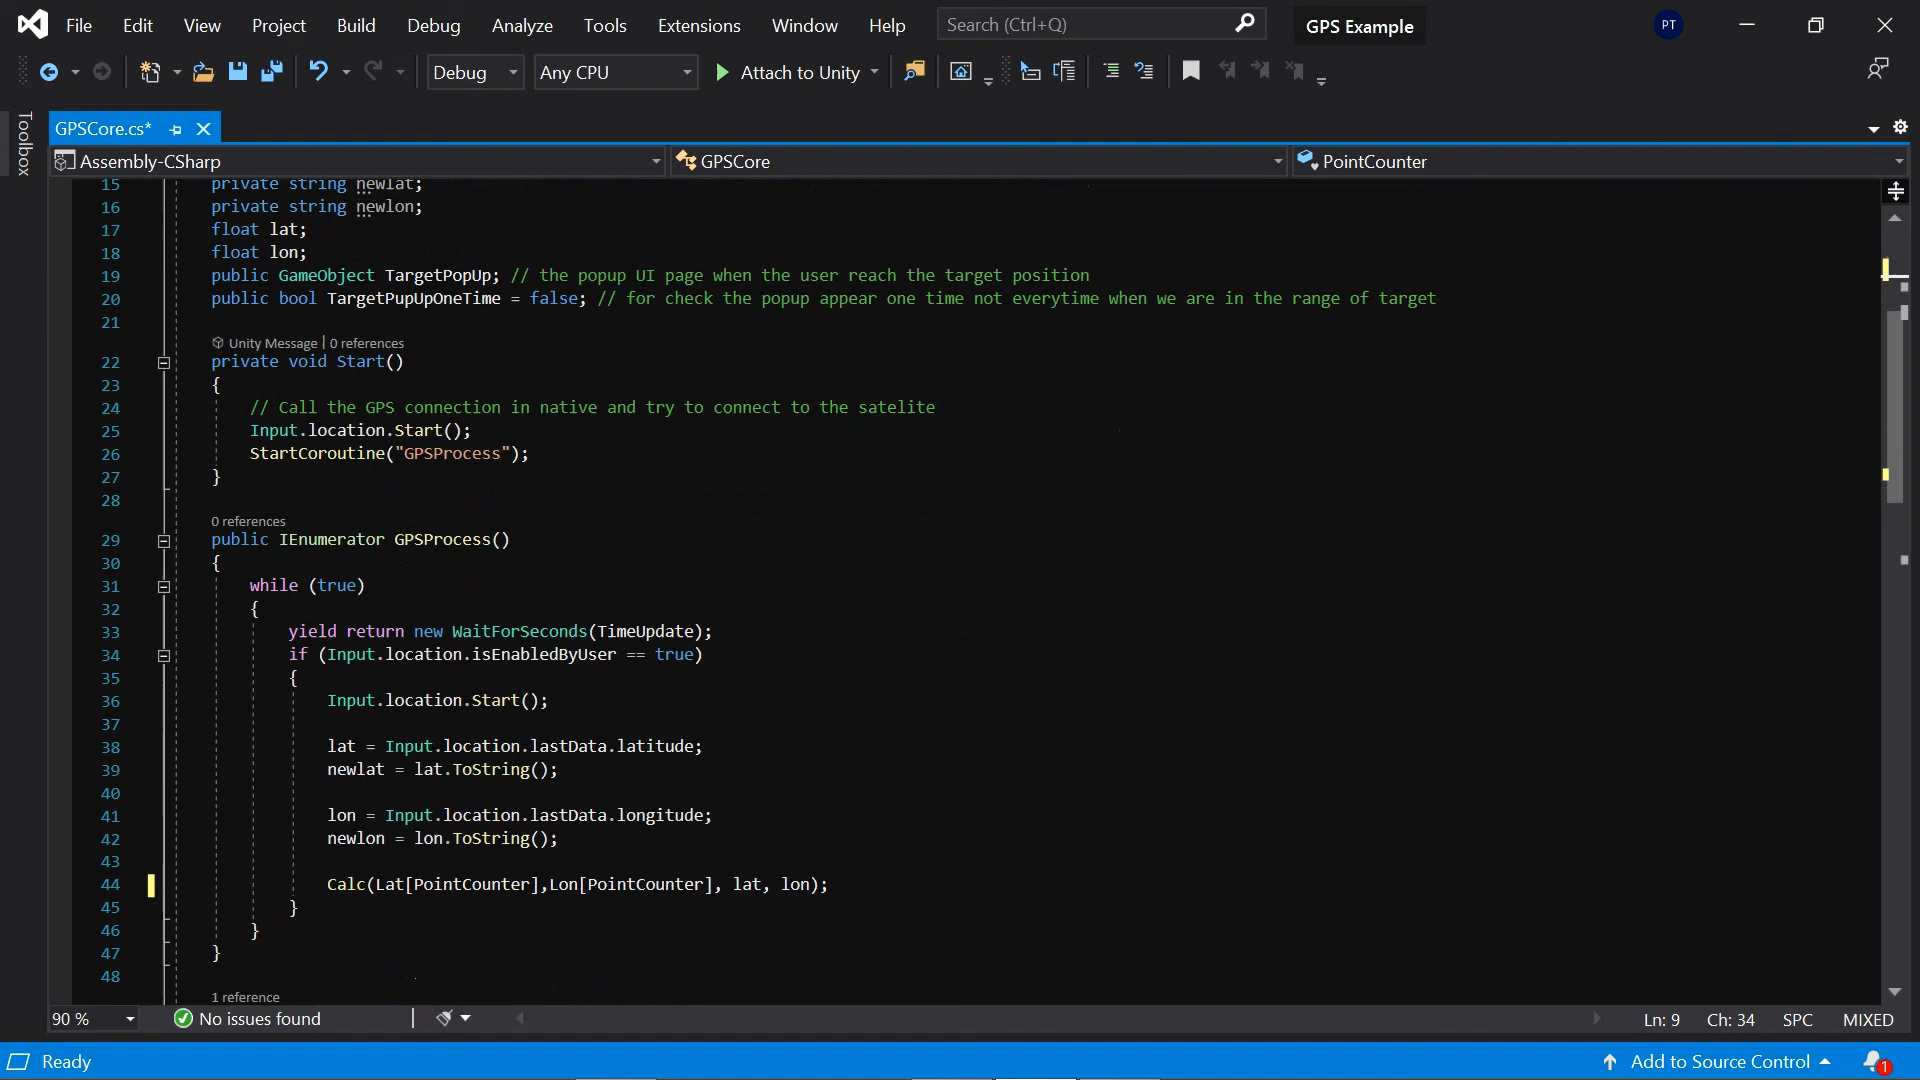 File Edit View Project Build Debug Analyze Tools Extensions Window Help Search (Ctrl+Q) GPS Example PT
Debug Any CPU Attach to Unity
Toolbox
GPSCore.cs*
Assembly-CSharp GPSCore PointCounter
15 private string newlat;
16 private string newlon;
17 float lat;
18 float lon;
19 public GameObject TargetPopUp; // the popup UI page when the user reach the target position
20 public bool TargetPupUpOneTime = false; // for check the popup appear one time not everytime when we are in the range of target
21
Unity Message | 0 references
22 private void Start()
23 {
24 // Call the GPS connection in native and try to connect to the satelite
25 Input.location.Start();
26 StartCoroutine("GPSProcess");
27 }
28
0 references
29 public IEnumerator GPSProcess()
30 {
31 while (true)
32 {
33 yield return new WaitForSeconds(TimeUpdate);
34 if (Input.location.isEnabledByUser == true)
35 {
36 Input.location.Start();
37
38 lat = Input.location.lastData.latitude;
39 newlat = lat.ToString();
40
41 lon = Input.location.lastData.longitude;
42 newlon = lon.ToString();
43
44 Calc(Lat[PointCounter],Lon[PointCounter], lat, lon);
45 }
46 }
47 }
48
1 reference
90 % No issues found Ln: 9 Ch: 34 SPC MIXED
Ready Add to Source Control 1